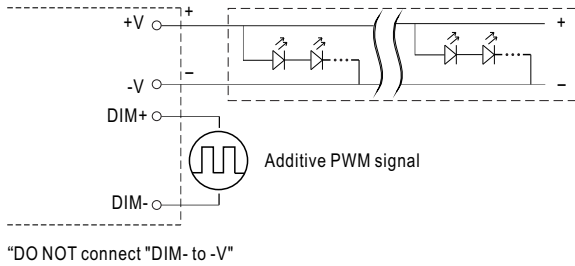 +V
+
+
-V
–
–
DIM+
Additive PWM signal
DIM-
“DO NOT connect "DIM- to -V"